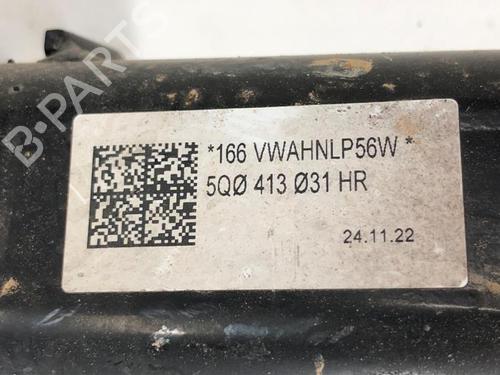 B-PARTS
*166 VWAHNLP56W *
5QØ 413 Ø31 HR
24.11.22